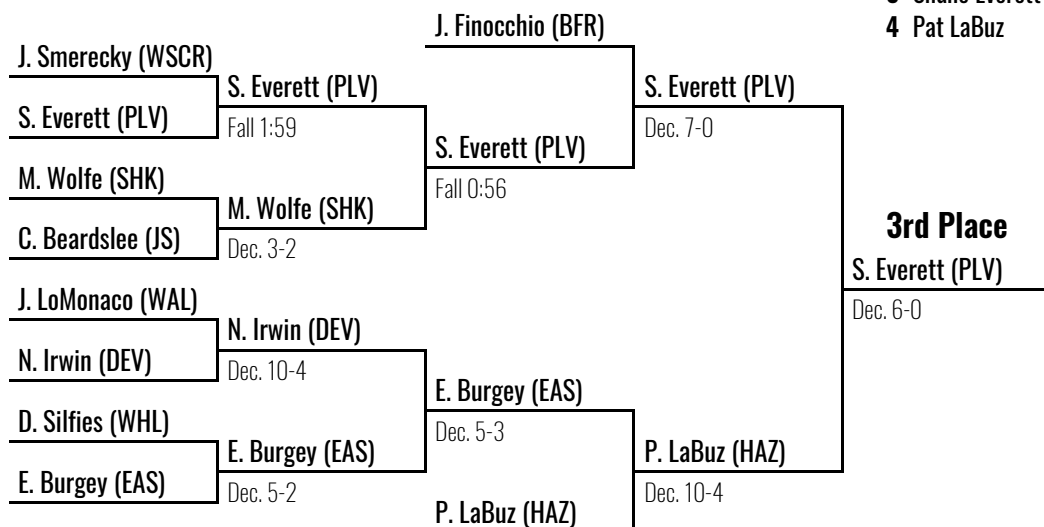 3 Shane Everett
4 Pat LaBuz
J. Smerecky (WSCR)
S. Everett (PLV)
M. Wolfe (SHK)
C. Beardslee (JS)
J. LoMonaco (WAL)
N. Irwin (DEV)
D. Silfies (WHL)
E. Burgey (EAS)
S. Everett (PLV)
Fall 1:59
M. Wolfe (SHK)
Dec. 3-2
N. Irwin (DEV)
Dec. 10-4
E. Burgey (EAS)
Dec. 5-2
J. Finocchio (BFR)
S. Everett (PLV)
Fall 0:56
E. Burgey (EAS)
Dec. 5-3
P. LaBuz (HAZ)
S. Everett (PLV)
Dec. 7-0
P. LaBuz (HAZ)
Dec. 10-4
3rd Place
S. Everett (PLV)
Dec. 6-0